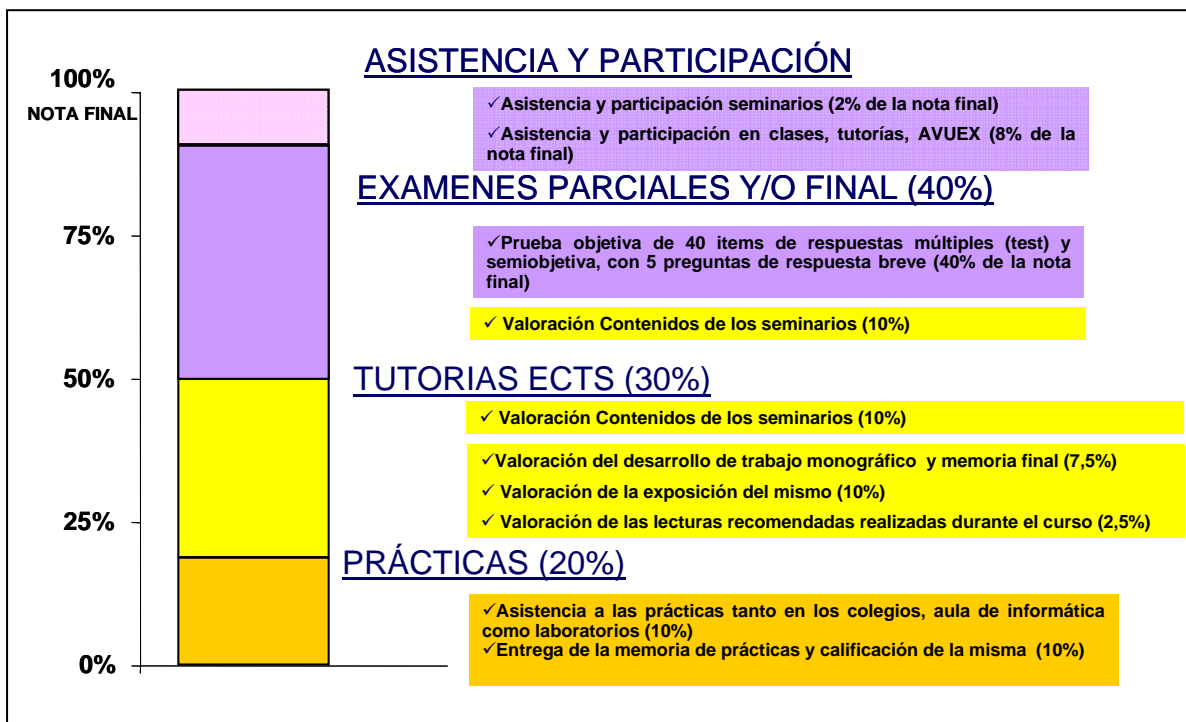 ASISTENCIA Y PARTICIPACIÓN
100%
NOTA FINAL
✓Asistencia y participación seminarios (2% de la nota final)
✓Asistencia y participación en clases, tutorías, AVUEX (8% de la
nota final)
EXAMENES PARCIALES Y/O FINAL (40%)
75%
✓Prueba objetiva de 40 items de respuestas múltiples (test) y
semiobjetiva, con 5 preguntas de respuesta breve (40% de la nota
final)
✓ Valoración Contenidos de los seminarios (10%)
50%
TUTORIAS ECTS (30%)
✓ Valoración Contenidos de los seminarios (10%)
✓Valoración del desarrollo de trabajo monográfico y memoria final (7,5%)
✓ Valoración de la exposición del mismo (10%)
25%
✓ Valoración de las lecturas recomendadas realizadas durante el curso (2,5%)
PRÁCTICAS (20%)
✓Asistencia a las prácticas tanto en los colegios, aula de informática
como laboratorios (10%)
✓Entrega de la memoria de prácticas y calificación de la misma (10%)
0%